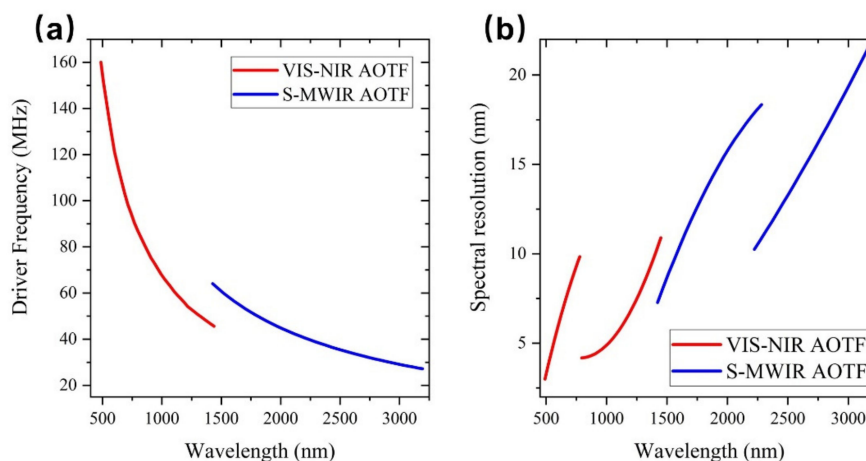 (a)
VIS-NIR AOTF
S-MWIR AOTF
Driver Frequency (MHz)
160
140
120
100
80
60
40
20
500
1000
1500
2000
2500
3000
Wavelength (nm)
(b)
Spectral resolution (nm)
20
15
10
5
VIS-NIR AOTF
S-MWIR AOTF
500
1000
1500
2000
2500
3000
Wavelength (nm)